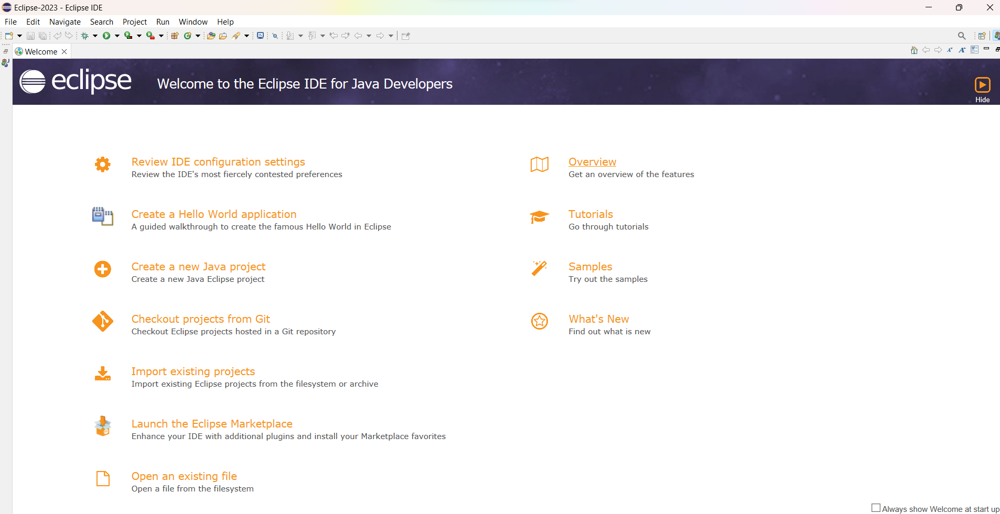 Eclipse-2023 - Eclipse IDE
File Edit Navigate Search Project Run Window Help
Welcome
eclipse Welcome to the Eclipse IDE for Java Developers
Hide
Review IDE configuration settings
Review the IDE's most fiercely contested preferences
Create a Hello World application
A guided walkthrough to create the famous Hello World in Eclipse
Create a new Java project
Create a new Java Eclipse project
Checkout projects from Git
Checkout Eclipse projects hosted in a Git repository
Import existing projects
Import existing Eclipse projects from the filesystem or archive
Launch the Eclipse Marketplace
Enhance your IDE with additional plugins and install your Marketplace favorites
Open an existing file
Open a file from the filesystem
Overview
Get an overview of the features
Tutorials
Go through tutorials
Samples
Try out the samples
What's New
Find out what is new
Always show Welcome at start up